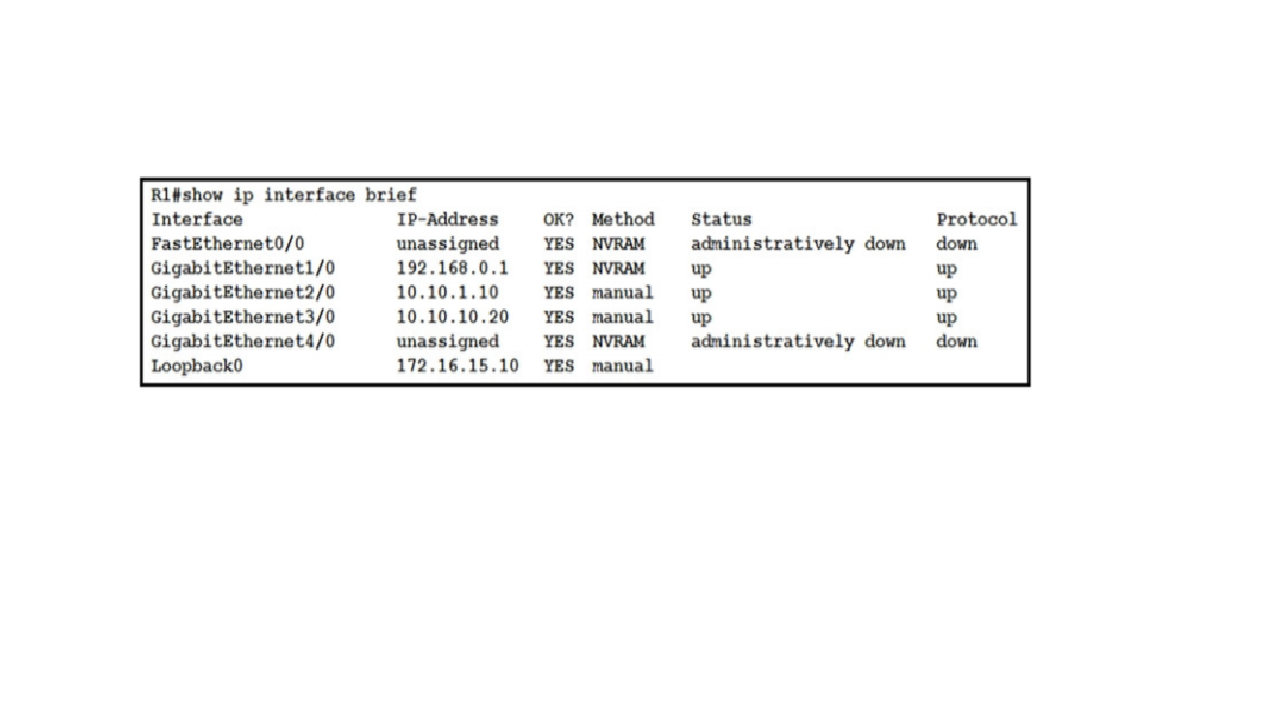 R1#show ip interface brief
Interface IP-Address OK? Method Status Protocol
FastEthernet0/0 unassigned YES NVRAM administratively down down
GigabitEthernet1/0 192.168.0.1 YES NVRAM up up
GigabitEthernet2/0 10.10.1.10 YES manual up up
GigabitEthernet3/0 10.10.10.20 YES manual up up
GigabitEthernet4/0 unassigned YES NVRAM administratively down down
Loopback0 172.16.15.10 YES manual